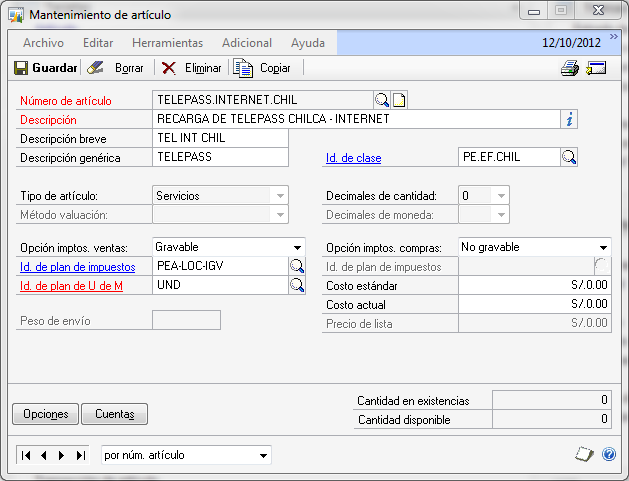 Mantenimiento de artículo
Archivo Editar Herramientas Adicional Ayuda 12/10/2012 »
Guardar Borrar Eliminar Copiar
Número de artículo TELEPASS.INTERNET.CHIL
Descripción RECARGA DE TELEPASS CHILCA - INTERNET i
Descripción breve TEL INT CHIL
Descripción genérica TELEPASS Id. de clase PE.EF.CHIL
Tipo de artículo: Servicios Decimales de cantidad: 0
Método valuación: Decimales de moneda:
Opción imptos. ventas: Gravable Opción imptos. compras: No gravable
Id. de plan de impuestos PEA-LOC-IGV Id. de plan de impuestos
Id. de plan de U de M UND Costo estándar S/.0.00
Costo actual S/.0.00
Peso de envío Precio de lista S/.0.00
Cantidad en existencias 0
Opciones Cuentas Cantidad disponible 0
por núm. artículo ?